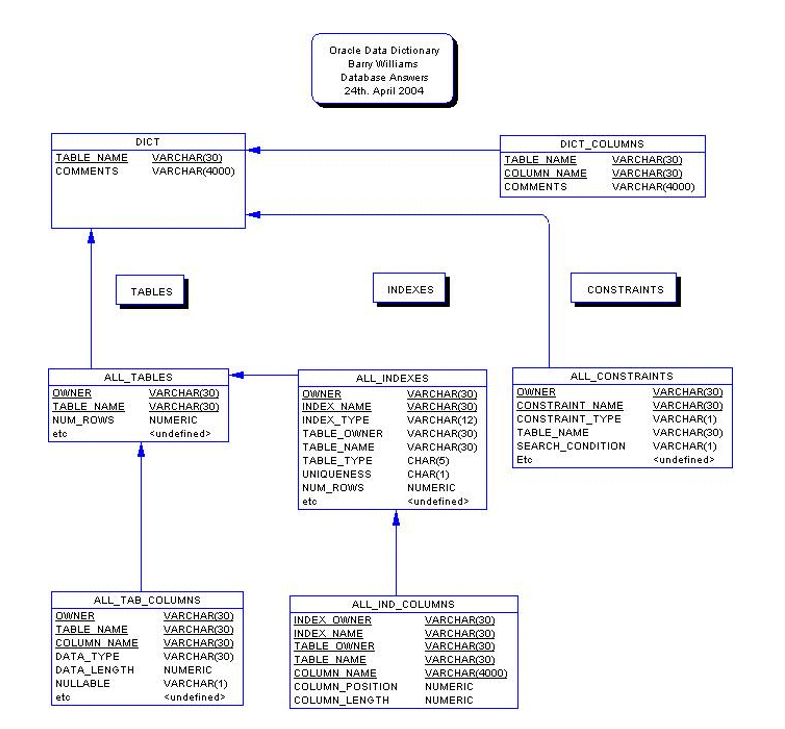 Oracle Data Dictionary
Barry Williams
Database Answers
24th. April 2004
DICT
TABLE_NAME VARCHAR(30)
COMMENTS VARCHAR(4000)
DICT_COLUMNS
TABLE_NAME VARCHAR(30)
COLUMN_NAME VARCHAR(30)
COMMENTS VARCHAR(4000)
TABLES
INDEXES
CONSTRAINTS
ALL_TABLES
OWNER VARCHAR(30)
TABLE_NAME VARCHAR(30)
NUM_ROWS NUMERIC
etc <undefined>
ALL_INDEXES
OWNER VARCHAR(30)
INDEX_NAME VARCHAR(30)
INDEX_TYPE VARCHAR(12)
TABLE_OWNER VARCHAR(30)
TABLE_NAME VARCHAR(30)
TABLE_TYPE CHAR(5)
UNIQUENESS CHAR(1)
NUM_ROWS NUMERIC
etc <undefined>
ALL_CONSTRAINTS
OWNER VARCHAR(30)
CONSTRAINT_NAME VARCHAR(30)
CONSTRAINT_TYPE VARCHAR(1)
TABLE_NAME VARCHAR(30)
SEARCH_CONDITION VARCHAR(1)
Etc <undefined>
ALL_TAB_COLUMNS
OWNER VARCHAR(30)
TABLE_NAME VARCHAR(30)
COLUMN_NAME VARCHAR(30)
DATA_TYPE VARCHAR(30)
DATA_LENGTH NUMERIC
NULLABLE VARCHAR(1)
etc <undefined>
ALL_IND_COLUMNS
INDEX_OWNER VARCHAR(30)
INDEX_NAME VARCHAR(30)
TABLE_OWNER VARCHAR(30)
TABLE_NAME VARCHAR(30)
COLUMN_NAME VARCHAR(4000)
COLUMN_POSITION NUMERIC
COLUMN_LENGTH NUMERIC